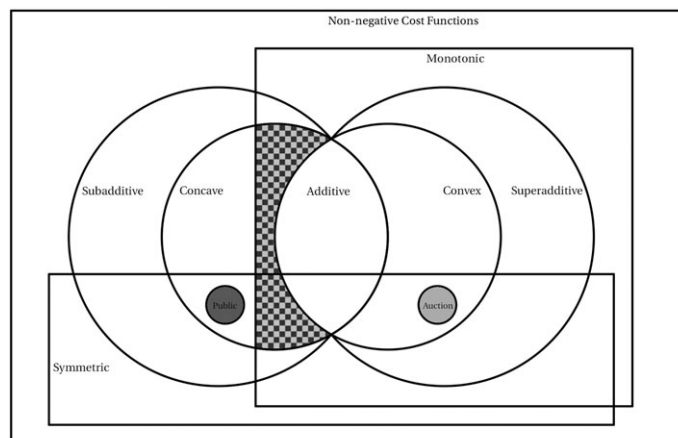 Non-negative Cost Functions
Monotonic
Subadditive
Concave
Additive
Convex
Superadditive
Public
Auction
Symmetric